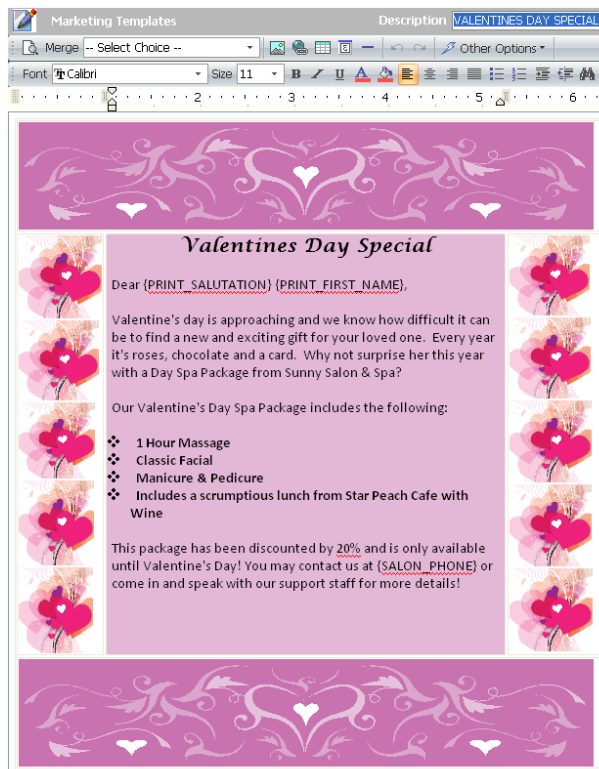 Marketing Templates Description VALENTINES DAY SPECIAL
Merge -- Select Choice -- Other Options
Font Calibri Size 11 B I U
2 3 4 5 6
Valentines Day Special
Dear {PRINT_SALUTATION} {PRINT_FIRST_NAME},
Valentine's day is approaching and we know how difficult it can
be to find a new and exciting gift for your loved one. Every year
it's roses, chocolate and a card. Why not surprise her this year
with a Day Spa Package from Sunny Salon & Spa?
Our Valentine's Day Spa Package includes the following:
❖ 1 Hour Massage
❖ Classic Facial
❖ Manicure & Pedicure
❖ Includes a scrumptious lunch from Star Peach Cafe with
Wine
This package has been discounted by 20% and is only available
until Valentine's Day! You may contact us at {SALON_PHONE} or
come in and speak with our support staff for more details!